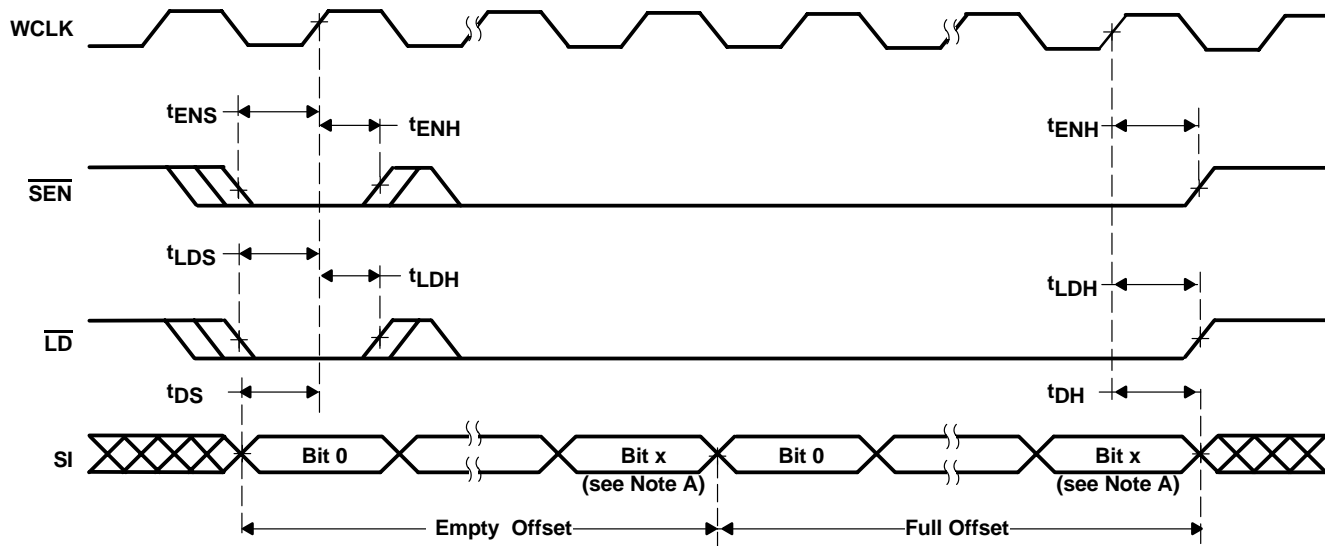 WCLK
tENS
tENH
tENH
SEN
tLDS
tLDH
tLDH
LD
tDS
tDH
SI
Bit 0
Bit x
Bit 0
Bit x
(see Note A)
(see Note A)
Empty Offset
Full Offset